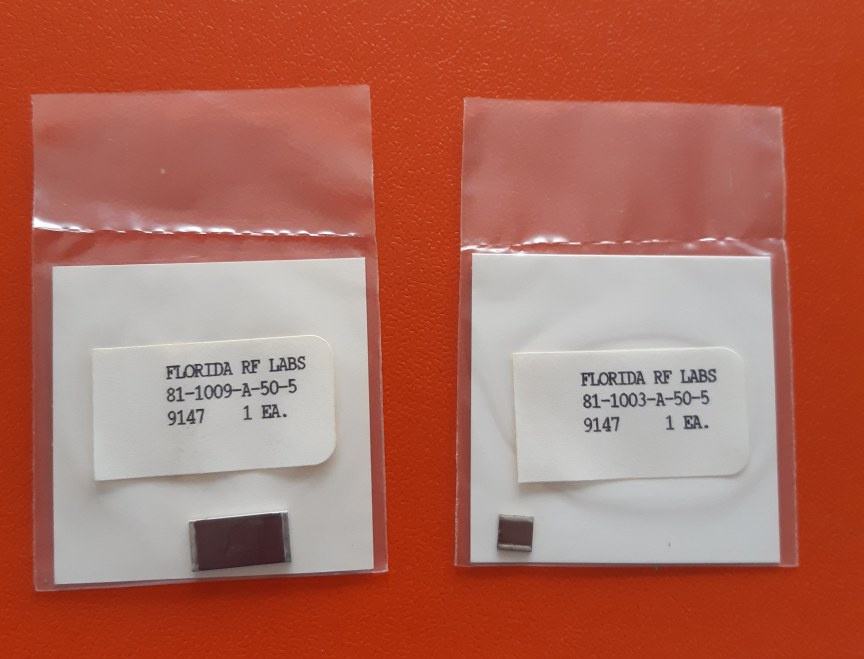 FLORIDA RF LABS
81-1009-A-50-5
9147 1 EA.
FLORIDA RF LABS
81-1003-A-50-5
9147 1 EA.